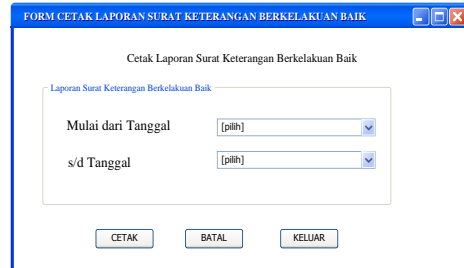 FORM CETAK LAPORAN SURAT KETERANGAN BERKELAKUAN BAIK
Cetak Laporan Surat Keterangan Berkelakuan Baik
Laporan Surat Keterangan Berkelakuan Baik
Mulai dari Tanggal [pilih]
s/d Tanggal [pilih]
CETAK BATAL KELUAR